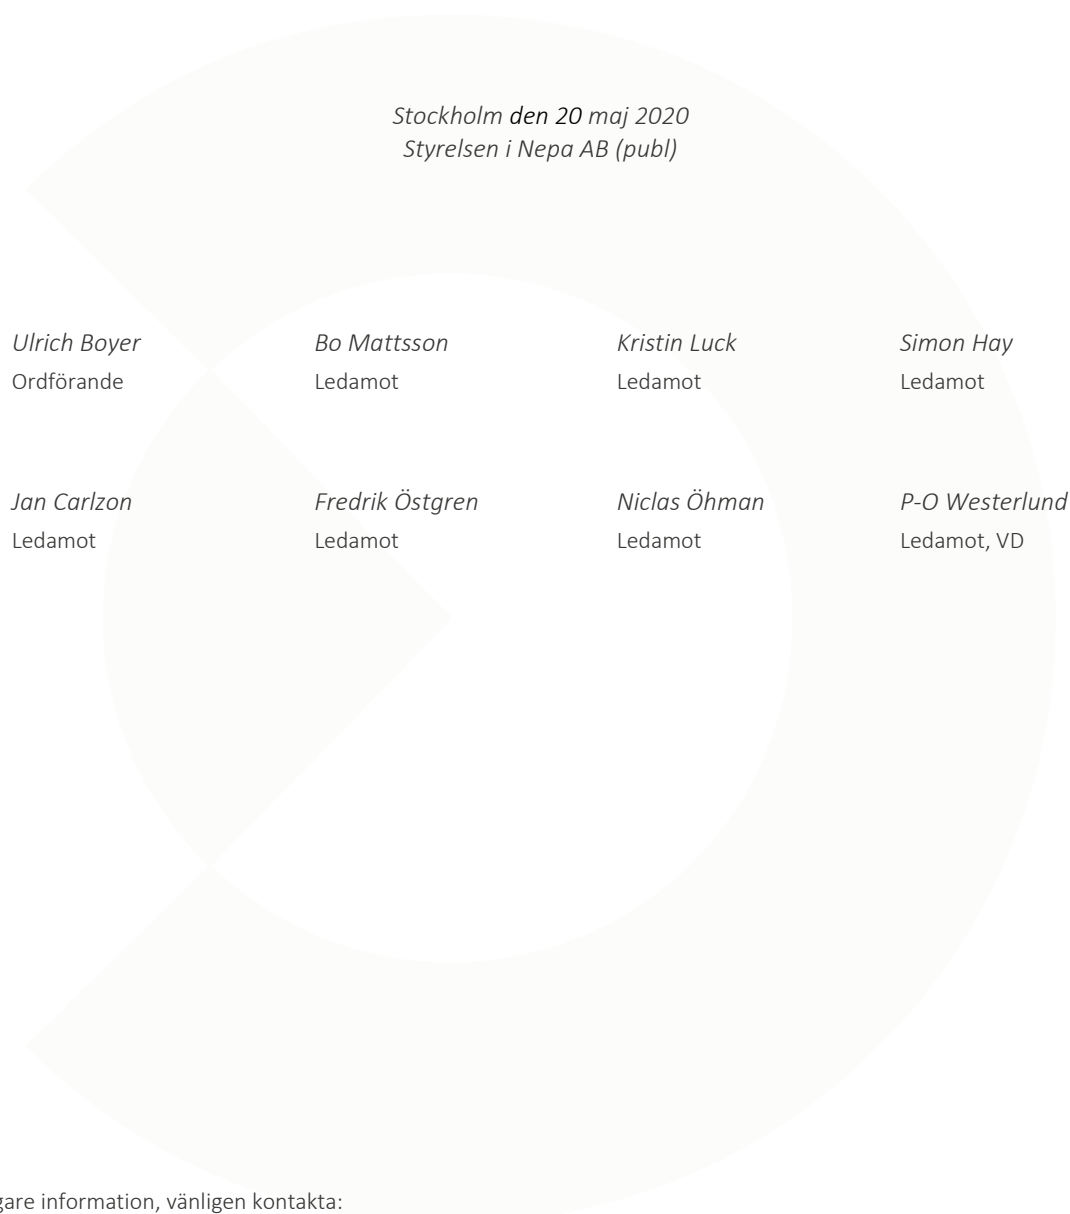 Stockholm den 20 maj 2020
Styrelsen i Nepa AB (publ)
Ulrich Boyer Bo Mattsson Kristin Luck Simon Hay
Ordförande Ledamot Ledamot Ledamot
Jan Carlzon Fredrik Östgren Niclas Öhman P-O Westerlund
Ledamot Ledamot Ledamot Ledamot, VD
information, vänligen kontakta: